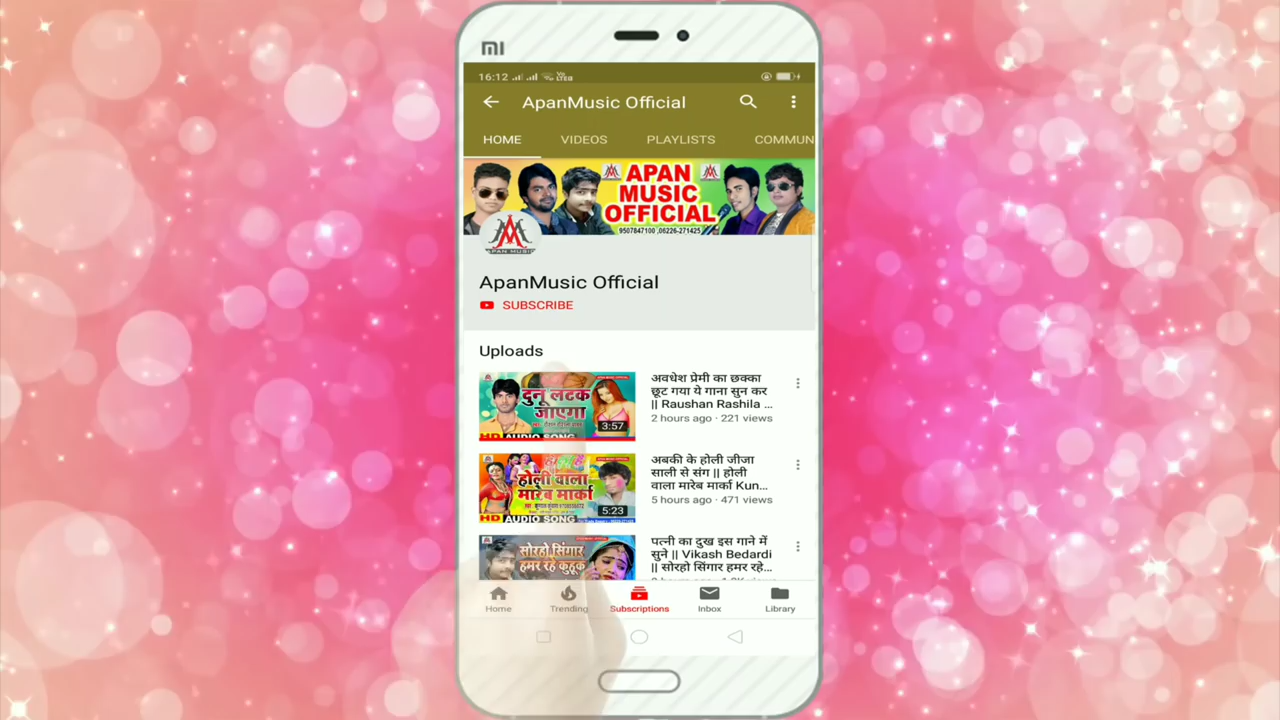 mi
16:12
ApanMusic Official
HOME VIDEOS PLAYLISTS COMMUN
APAN
MUSIC
OFFICIAL
9507847100 ,06226-271425
APAN MUSIC
ApanMusic Official
SUBSCRIBE
Uploads
दुनू लटक
जाएगा
3:57
HD AUDIO SONG
अवधेश प्रेमी का छक्का
छूट गया ये गाना सुन कर
|| Raushan Rashila ...
2 hours ago · 221 views
होली वाला
मारेब मार्का
5:23
HD AUDIO SONG
अबकी के होली जीजा
साली से संग || होली
वाला मारेब मार्का Kun...
5 hours ago · 471 views
सोरहो सिंगार
हमर रहे कुहूक
पत्नी का दुख इस गाने में
सुने || Vikash Bedardi
|| सोरहो सिंगार हमर रहे...
Home Trending Subscriptions Inbox Library